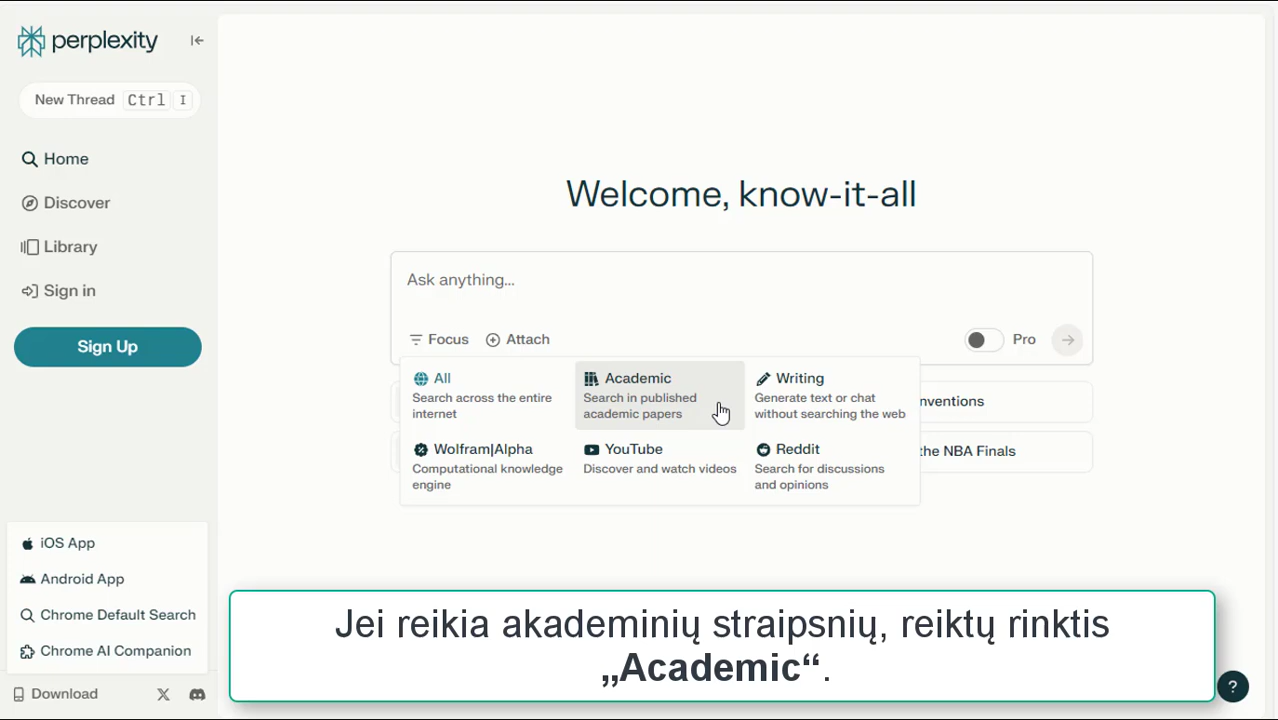 perplexity
New Thread Ctrl I
Home
Discover
Library
Sign in
Sign Up
iOS App
Android App
Chrome Default Search
Chrome AI Companion
Download
Welcome, know-it-all
Ask anything...
Focus Attach
Pro
All
Search across the entire
internet
Academic
Search in published
academic papers
Writing
Generate text or chat
without searching the web
Wolfram|Alpha
Computational knowledge
engine
YouTube
Discover and watch videos
Reddit
Search for discussions
and opinions
nventions
the NBA Finals
Jei reikia akademinių straipsnių, reiktų rinktis
„Academic“.
?